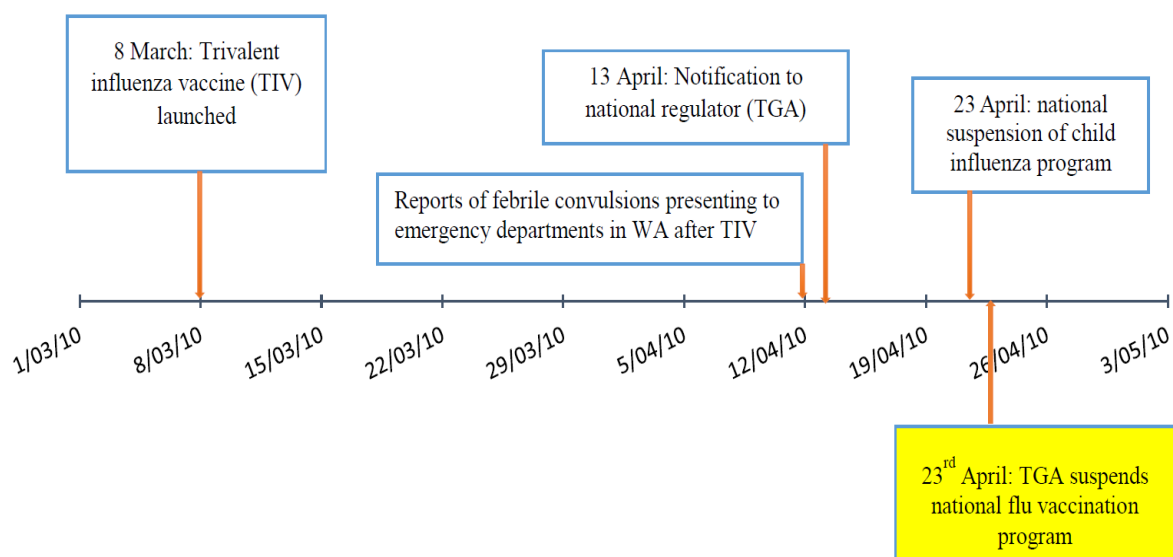 8 March: Trivalent
influenza vaccine (TIV)
launched
13 April: Notification to
national regulator (TGA)
23 April: national
suspension of child
influenza program
Reports of febrile convulsions presenting to
emergency departments in WA after TIV
1/03/10
8/03/10
15/03/10
22/03/10
29/03/10
5/04/10
12/04/10
19/04/10
26/04/10
3/05/10
23rd April: TGA suspends
national flu vaccination
program